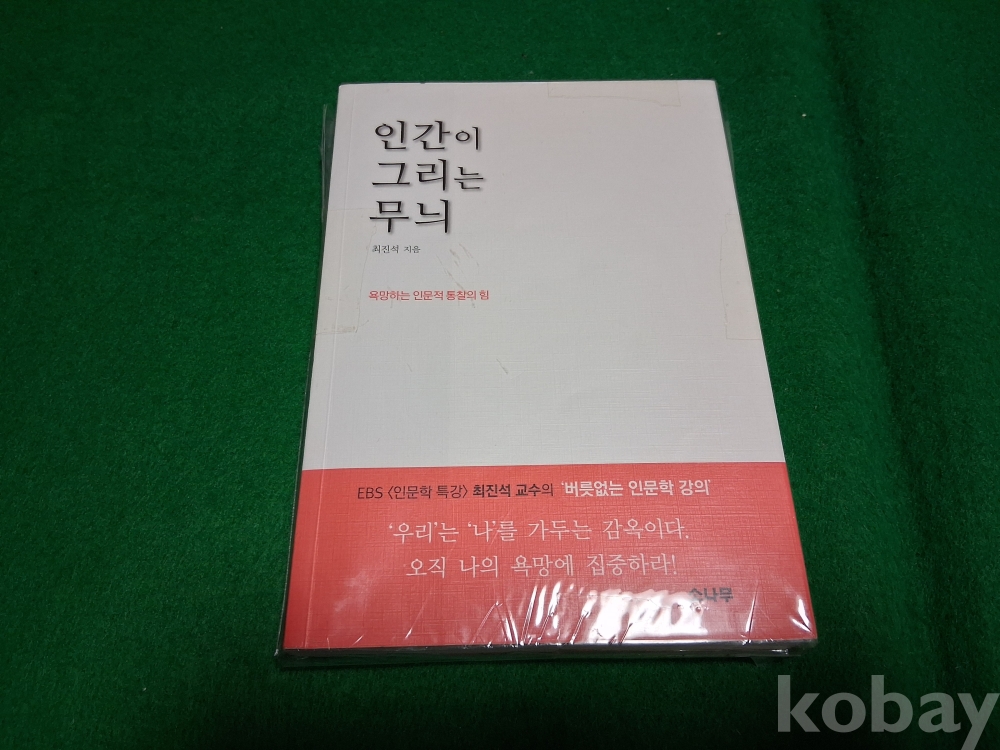 인간이
그리는
무늬
최진석 지음
욕망하는 인문적 통찰의 힘
EBS 〈인문학 특강〉 최진석 교수의 '버릇없는 인문학 강의'
'우리'는 '나'를 가두는 감옥이다.
오직 나의 욕망에 집중하라!
소나무
kobay